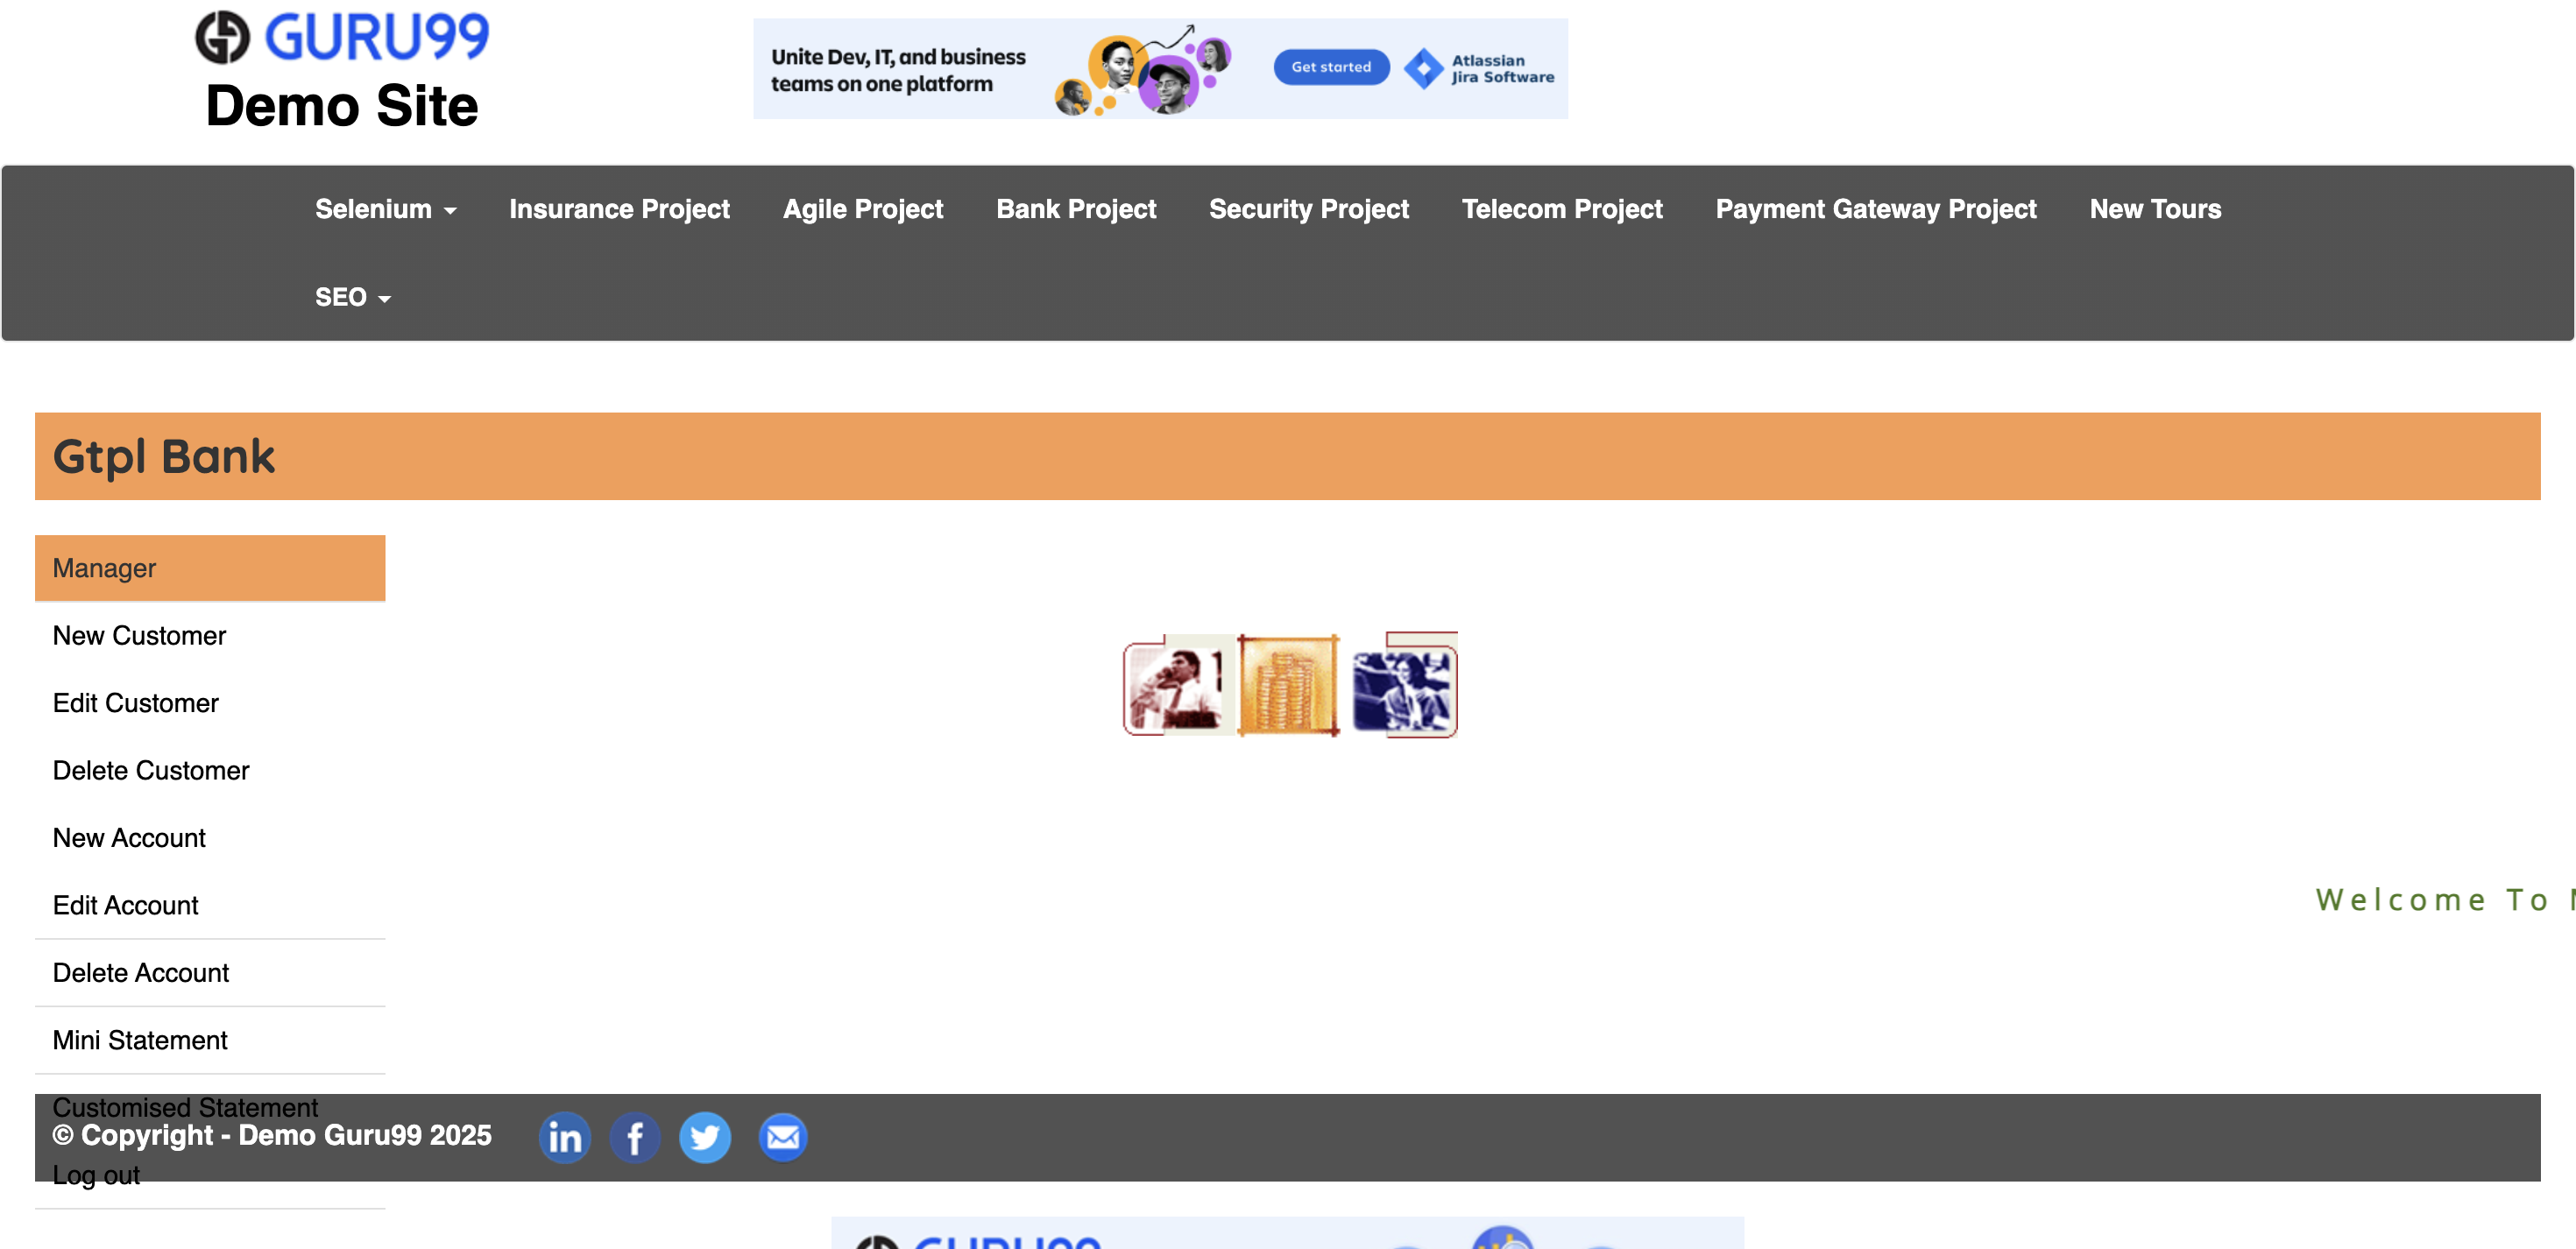 GURU99
Demo Site
Unite Dev, IT, and business
teams on one platform
Get started
Atlassian
Jira Software
Selenium
Insurance Project
Agile Project
Bank Project
Security Project
Telecom Project
Payment Gateway Project
New Tours
SEO
Gtpl Bank
Manager
New Customer
Edit Customer
Delete Customer
New Account
Edit Account
Welcome To
Delete Account
Mini Statement
Customised Statement
© Copyright - Demo Guru99 2025
Log out
GURU99